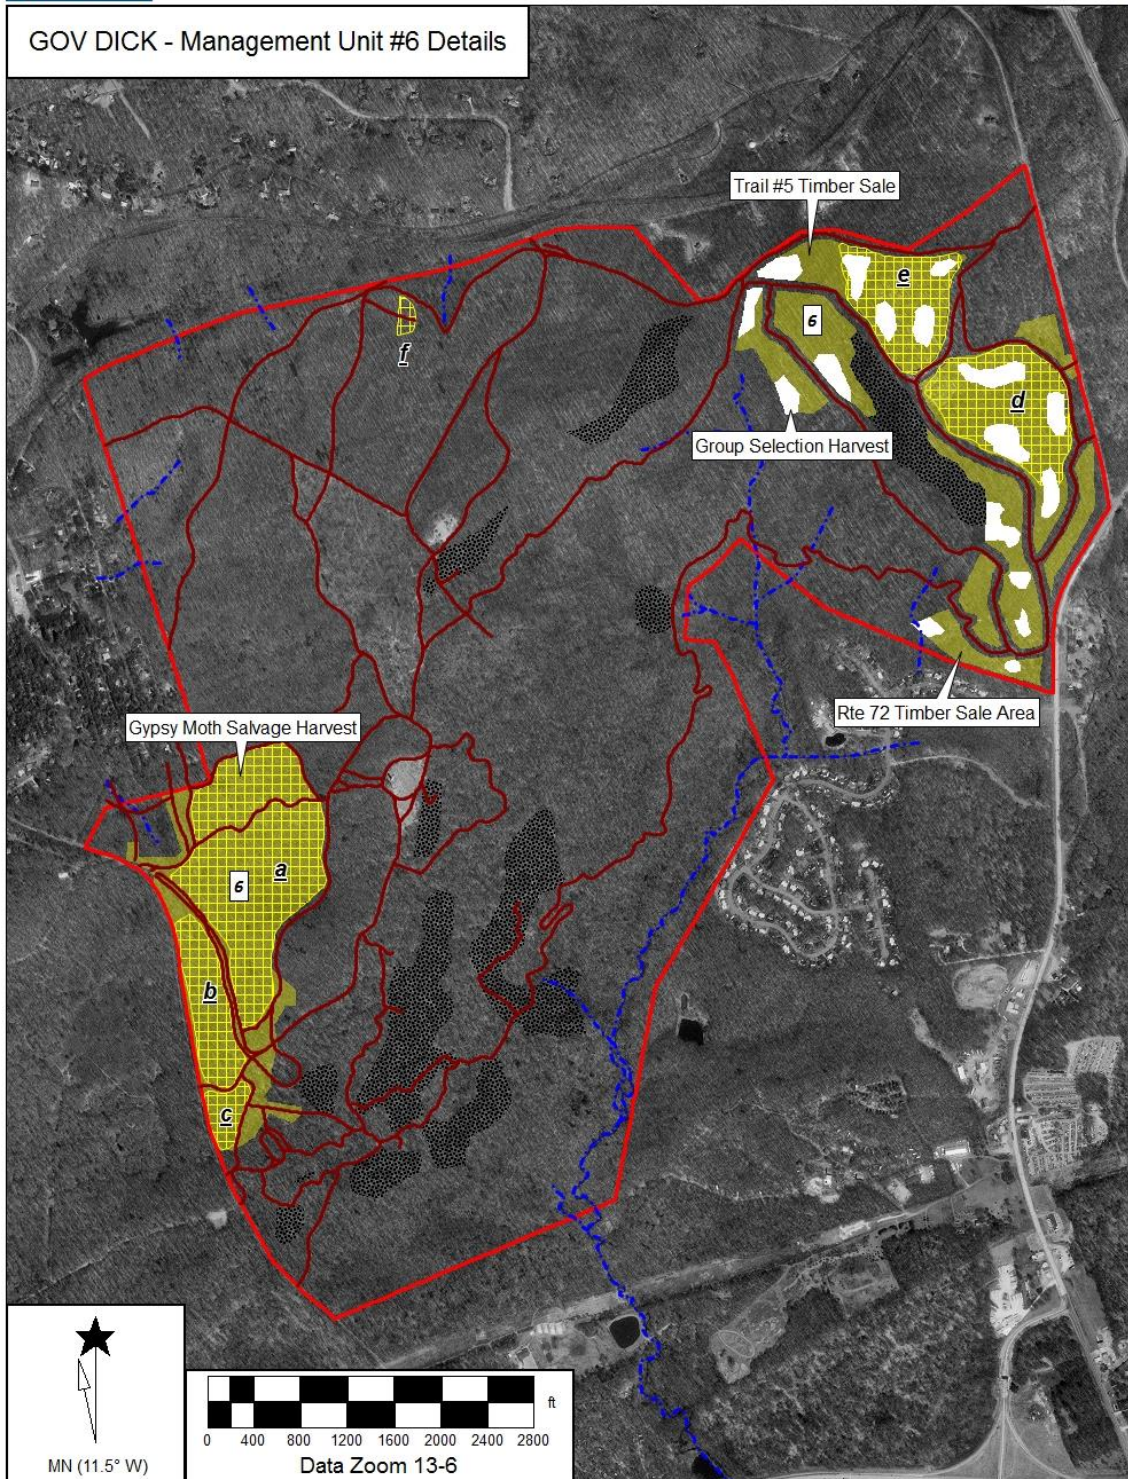 GOV DICK - Management Unit #6 Details
Trail #5 Timber Sale
e
6
f
d
Group Selection Harvest
Rte 72 Timber Sale Area
Gypsy Moth Salvage Harvest
a
6
b
c
MN (11.5° W)
ft
0 400 800 1200 1600 2000 2400 2800
Data Zoom 13-6